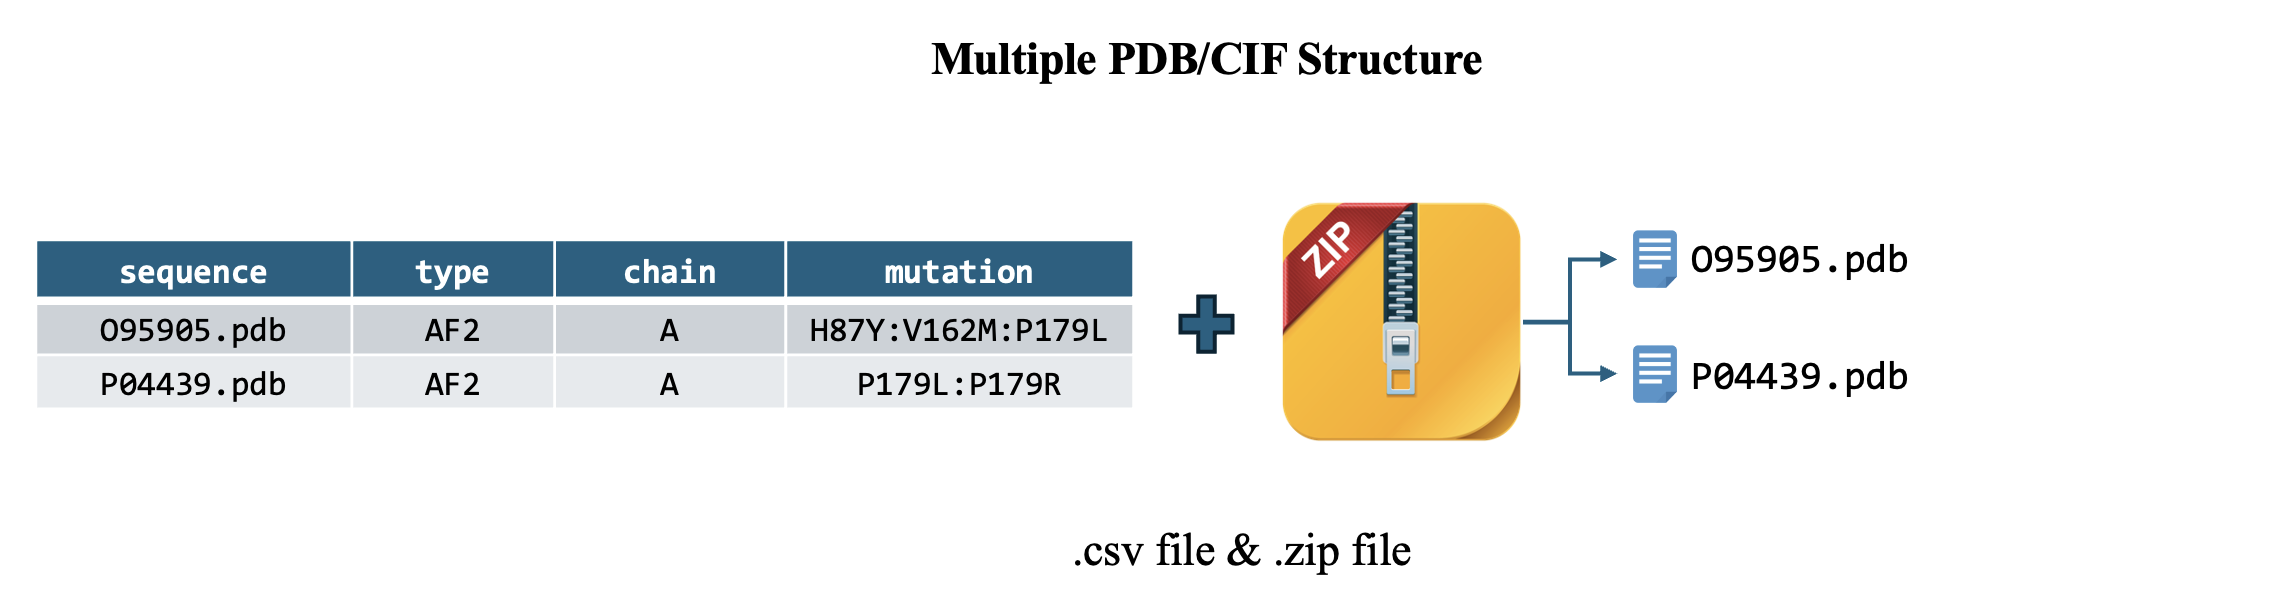 Multiple PDB/CIF Structure
sequence type chain mutation
O95905.pdb AF2 A H87Y:V162M:P179L
P04439.pdb AF2 A P179L:P179R
ZIP
O95905.pdb
P04439.pdb
.csv file & .zip file